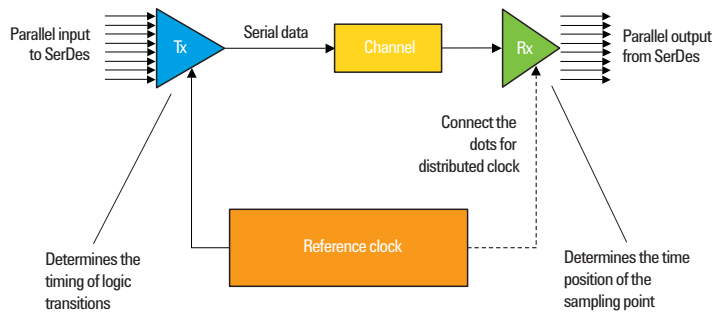 Parallel input
to SerDes
Tx
Serial data
Channel
Rx
Parallel output
from SerDes
Connect the
dots for
distributed clock
Reference clock
Determines the
timing of logic
transitions
Determines the time
position of the
sampling point